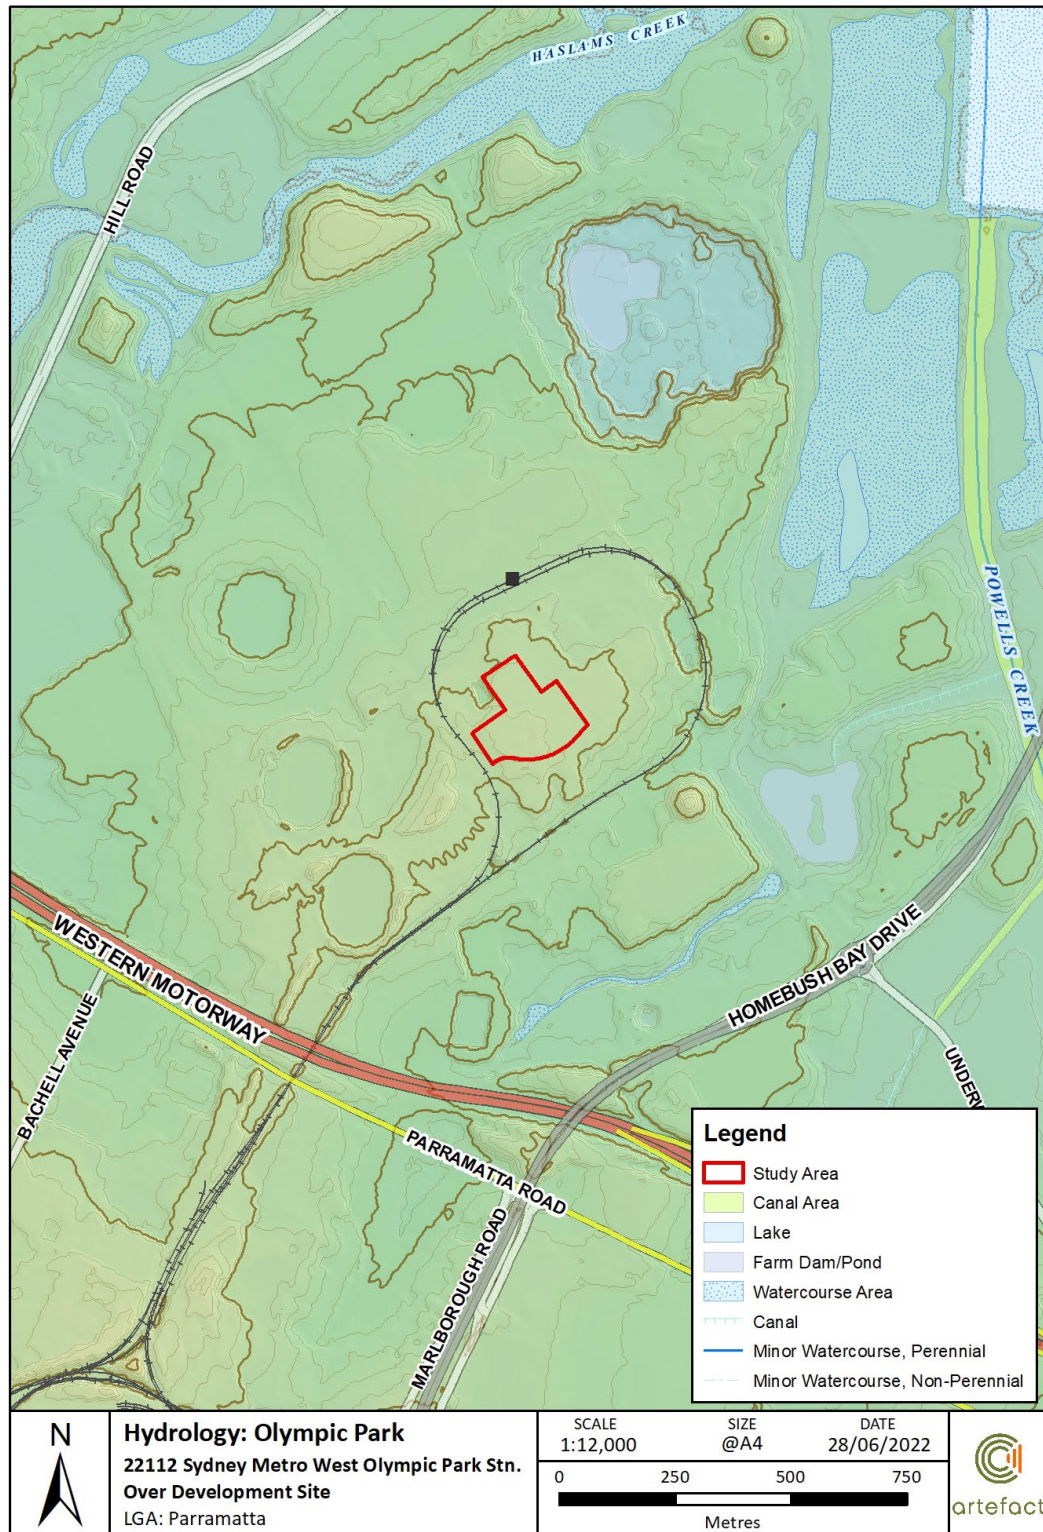 HASLAMS CREEK
HILL ROAD
POWELLS CREEK
WESTERN MOTORWAY
HOMEBUSH BAY DRIVE
BACHELL AVENUE
UNDERW
PARRAMATTA ROAD
MARLBOROUGH ROAD
Legend
Study Area
Canal Area
Lake
Farm Dam/Pond
Watercourse Area
Canal
Minor Watercourse, Perennial
Minor Watercourse, Non-Perennial
N
Hydrology: Olympic Park
22112 Sydney Metro West Olympic Park Stn.
Over Development Site
LGA: Parramatta
SCALE
1:12,000
SIZE
@A4
DATE
28/06/2022
0 250 500 750
Metres
artefact